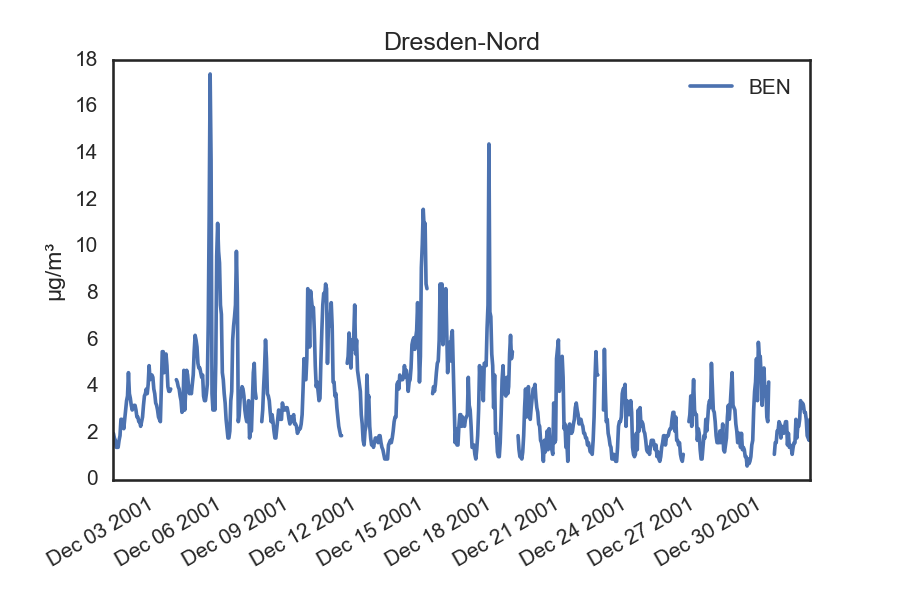 Dresden-Nord
BEN
µg/m³
18
16
14
12
10
8
6
4
2
0
Dec 03 2001
Dec 06 2001
Dec 09 2001
Dec 12 2001
Dec 15 2001
Dec 18 2001
Dec 21 2001
Dec 24 2001
Dec 27 2001
Dec 30 2001